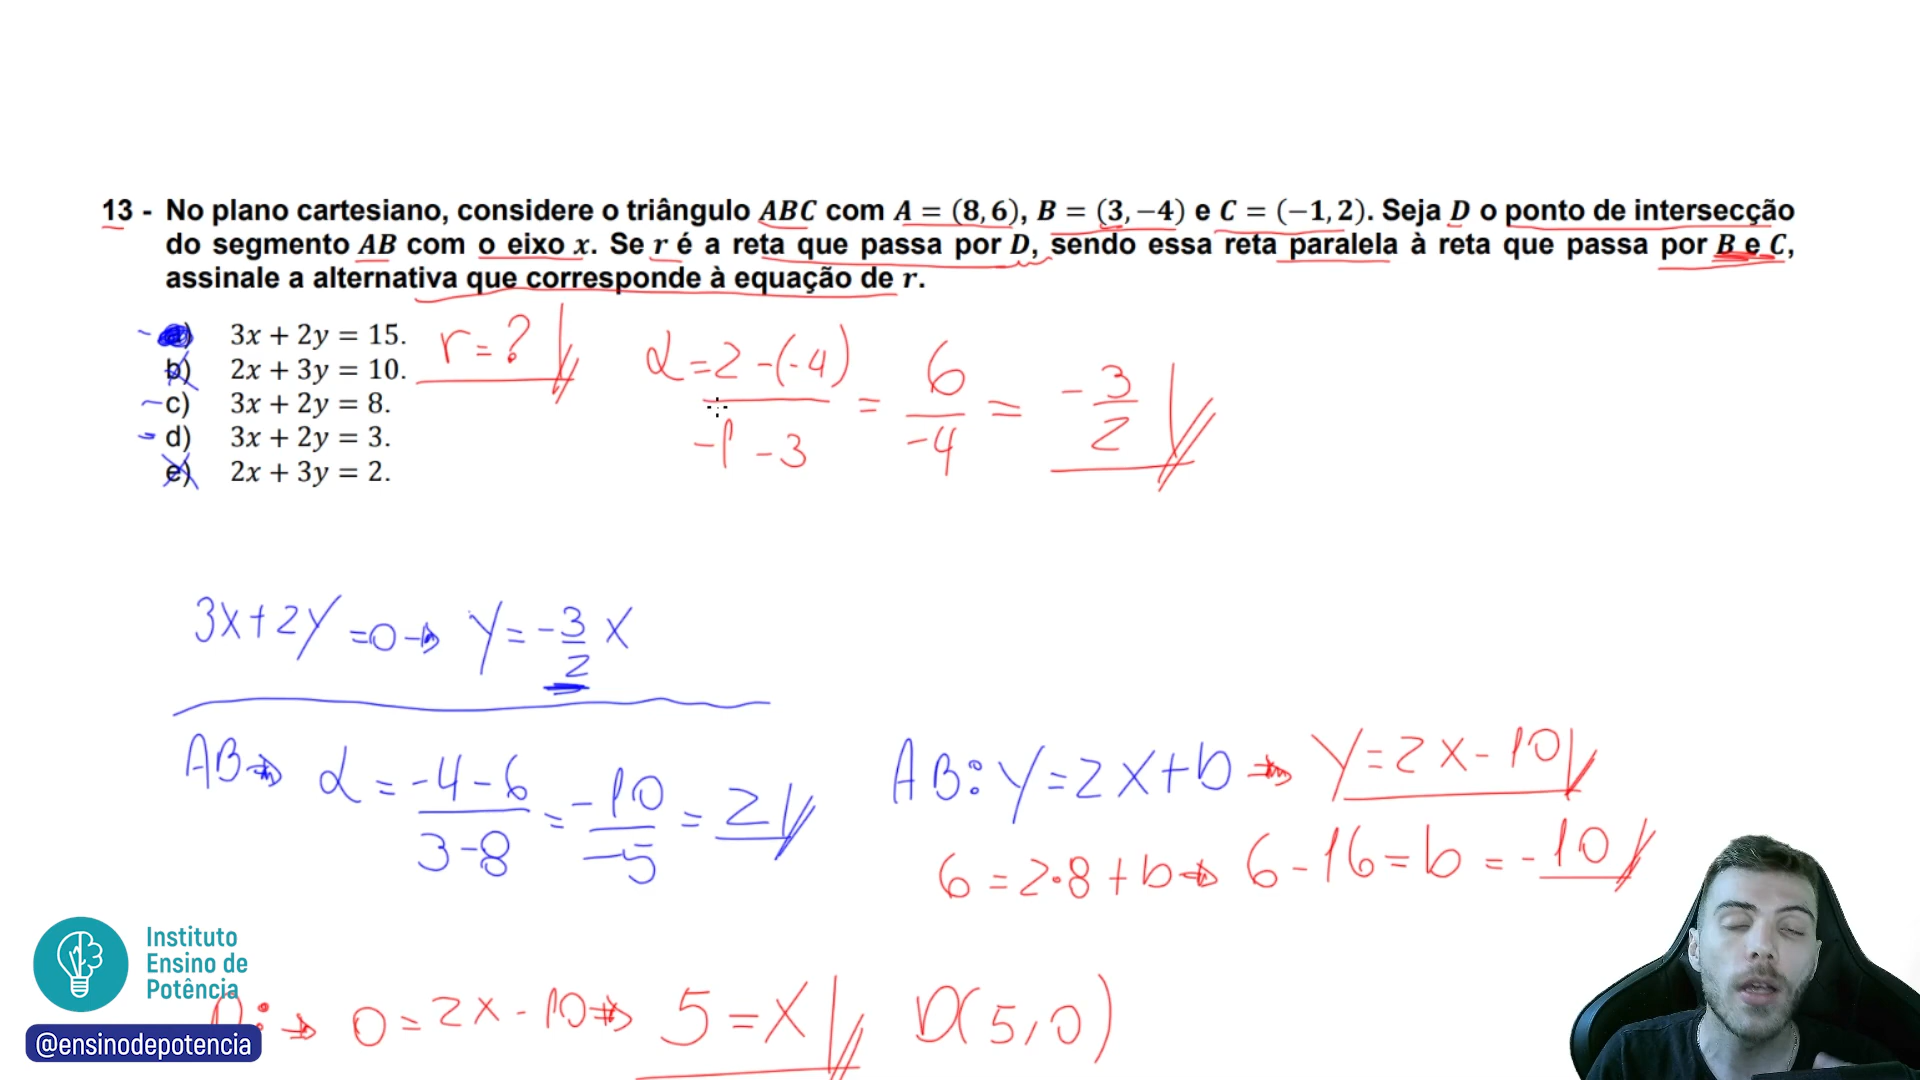 13 - No plano cartesiano, considere o triângulo ABC com A = (8, 6), B = (3, −4) e C = (−1, 2). Seja D o ponto de intersecção
do segmento AB com o eixo x. Se r é a reta que passa por D, sendo essa reta paralela à reta que passa por B e C,
assinale a alternativa que corresponde à equação de r.
a) 3x + 2y = 15.
b) 2x + 3y = 10.
c) 3x + 2y = 8.
d) 3x + 2y = 3.
e) 2x + 3y = 2.
r = ?
α = 2 - (-4) / -1 - 3 = 6 / -4 = -3/2
3x + 2y = 0 → y = -3/2 x
AB → α = -4 - 6 / 3 - 8 = -10 / -5 = 2
AB: y = 2x + b → y = 2x - 10
6 = 2·8 + b → 6 - 16 = b = -10
D: → 0 = 2x - 10 → 5 = x D(5, 0)
Instituto
Ensino de
Potência
@ensinodepotencia